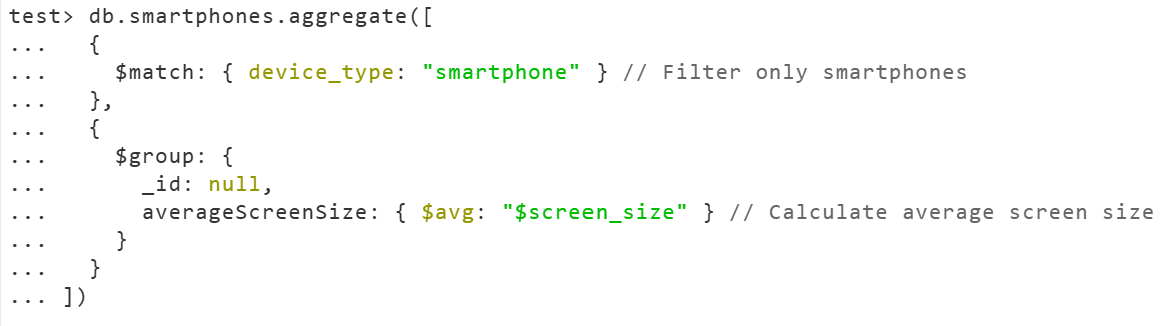 test> db.smartphones.aggregate([
...   {
...     $match: { device_type: "smartphone" } // Filter only smartphones
...   },
...   {
...     $group: {
...       _id: null,
...       averageScreenSize: { $avg: "$screen_size" } // Calculate average screen size
...     }
...   }
... ])